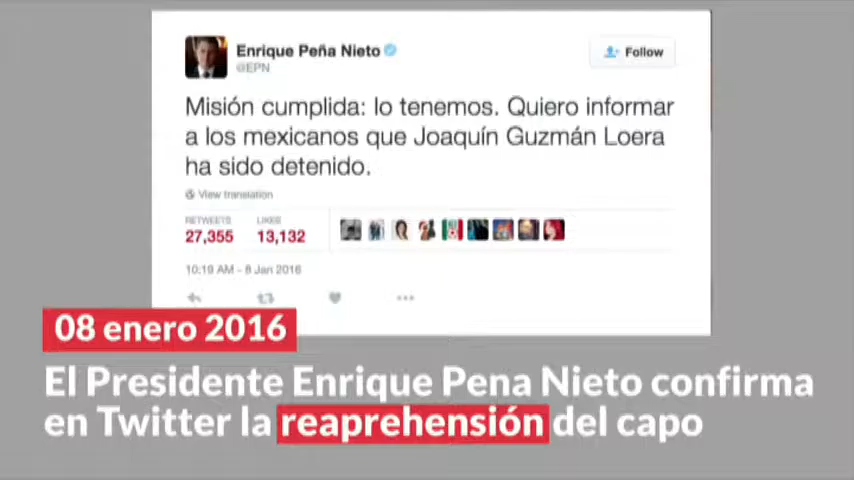 Enrique Peña Nieto
@EPN
Follow
Misión cumplida: lo tenemos. Quiero informar
a los mexicanos que Joaquín Guzmán Loera
ha sido detenido.
View translation
RETWEETS LIKES
27,355 13,132
10:19 AM - 8 Jan 2016
08 enero 2016
El Presidente Enrique Pena Nieto confirma
en Twitter la reaprehensión del capo